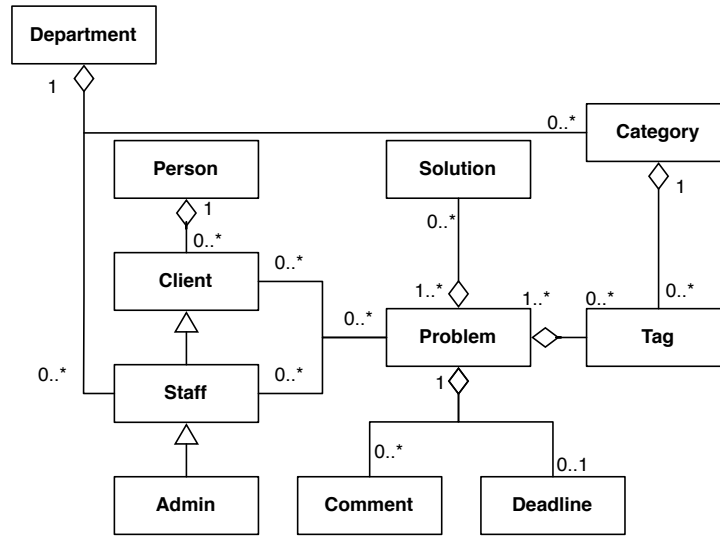 Department
1
0..*
Category
Person
Solution
1
1
0..*
0..*
Client
0..*
1..*
1..*
0..*
0..*
0..*
Problem
Tag
0..*
0..*
1
Staff
0..*
0..1
Admin
Comment
Deadline